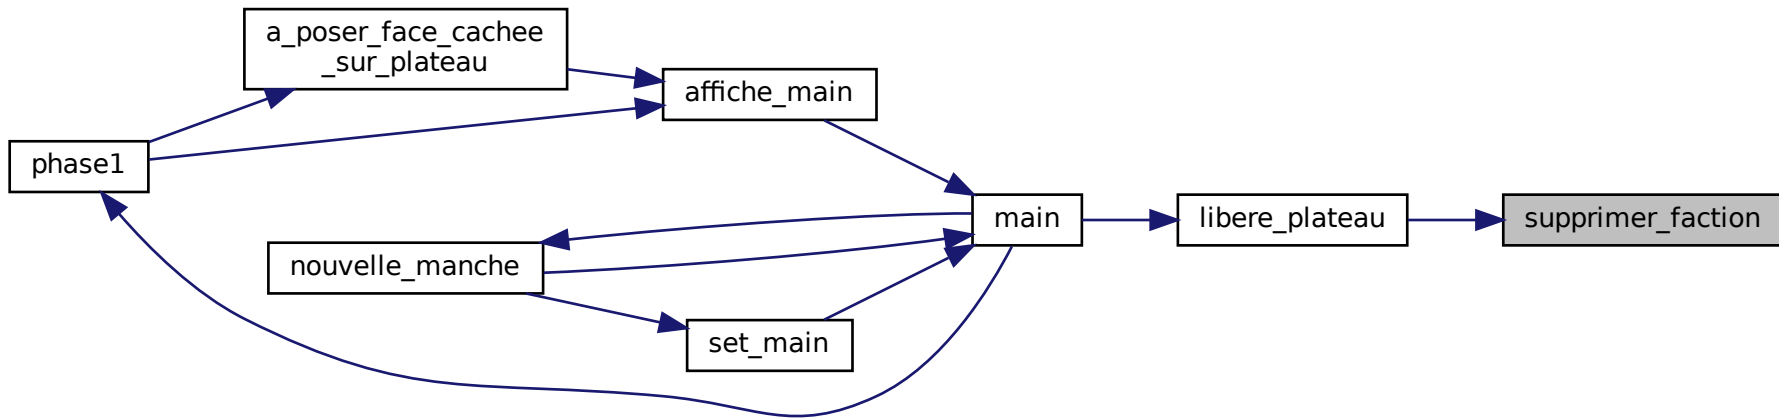 a_poser_face_cachee
_sur_plateau
affiche_main
phase1
main
libere_plateau
supprimer_faction
nouvelle_manche
set_main